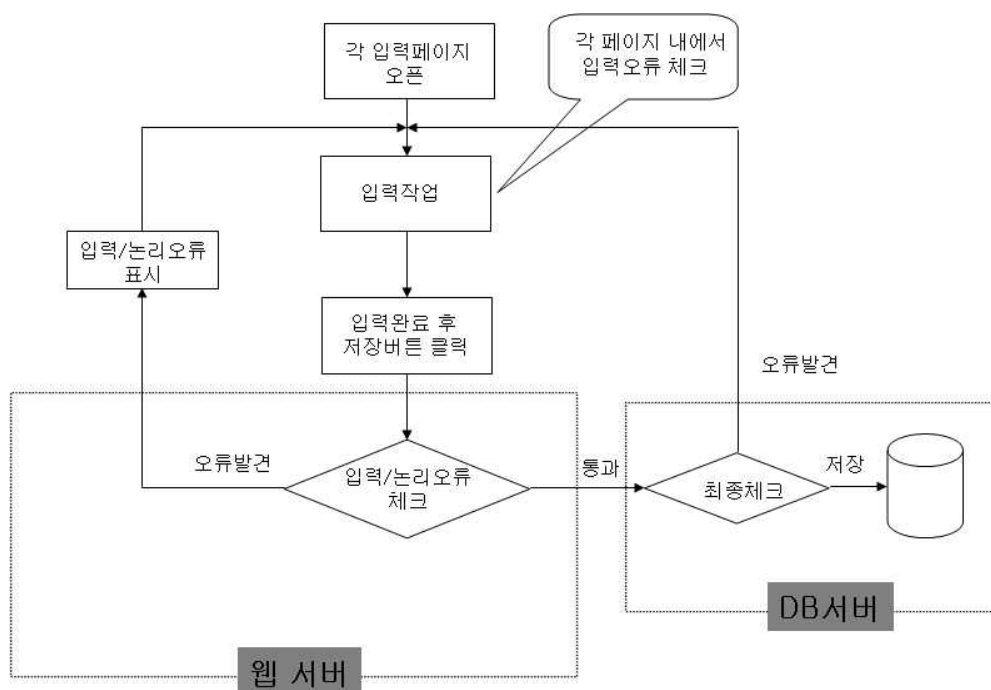 각 입력페이지
오픈
각 페이지 내에서
입력오류 체크
입력작업
입력/논리오류
표시
입력완료 후
저장버튼 클력
오류발견
오류발견
입력/논리오류
체크
통과
최종체크
저장
DB서버
웹 서버